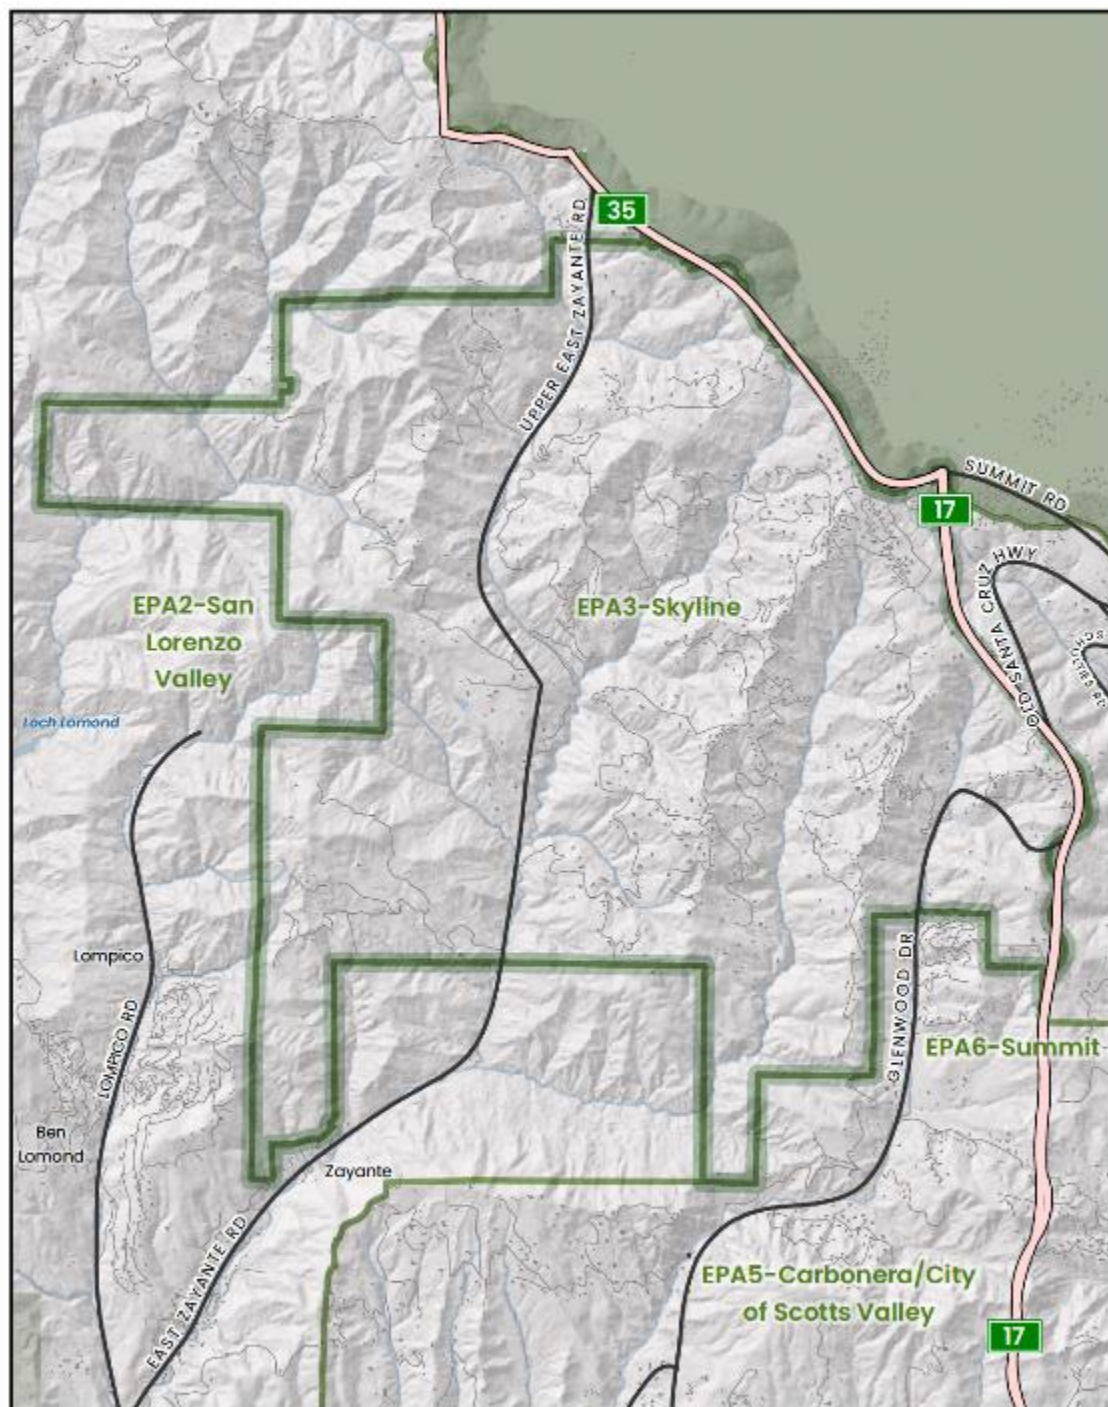 35
UPPER EAST ZAYANTE RD
SUMMIT RD
17
OLD SANTA CRUZ HWY
EPA2-San
Lorenzo
Valley
EPA3-Skyline
Loch Lomond
Lompico
LOMPICO RD
GLENWOOD DR
EPA6-Summit
Ben
Lomond
Zayante
EAST ZAYANTE RD
EPA5-Carbonera/City
of Scotts Valley
17